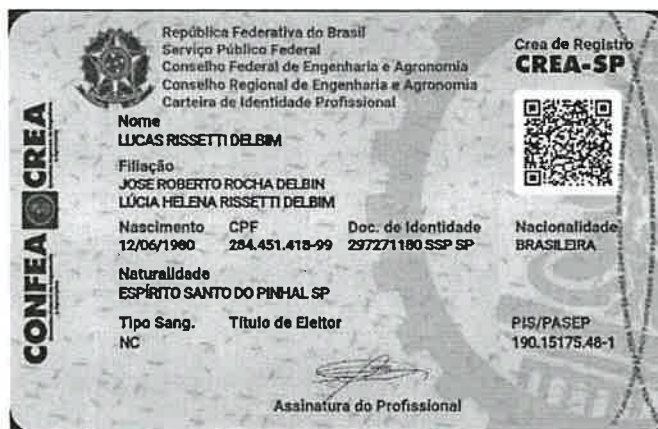 República Federativa do Brasil
Serviço Público Federal
Conselho Federal de Engenharia e Agronomia
Conselho Regional de Engenharia e Agronomia
Carteira de Identidade Profissional
Crea de Registro
CREA-SP
CONFEA CREA
Nome
LUCAS RISSETTI DELBIM
Filiação
JOSE ROBERTO ROCHA DELBIN
LÚCIA HELENA RISSETTI DELBIM
Nascimento CPF Doc. de Identidade Nacionalidade
12/06/1980 284.451.418-99 297271180 SSP SP BRASILEIRA
Naturalidade
ESPÍRITO SANTO DO PINHAL SP
Tipo Sang. Título de Eleitor PIS/PASEP
NC 190.15175.48-1
Assinatura do Profissional